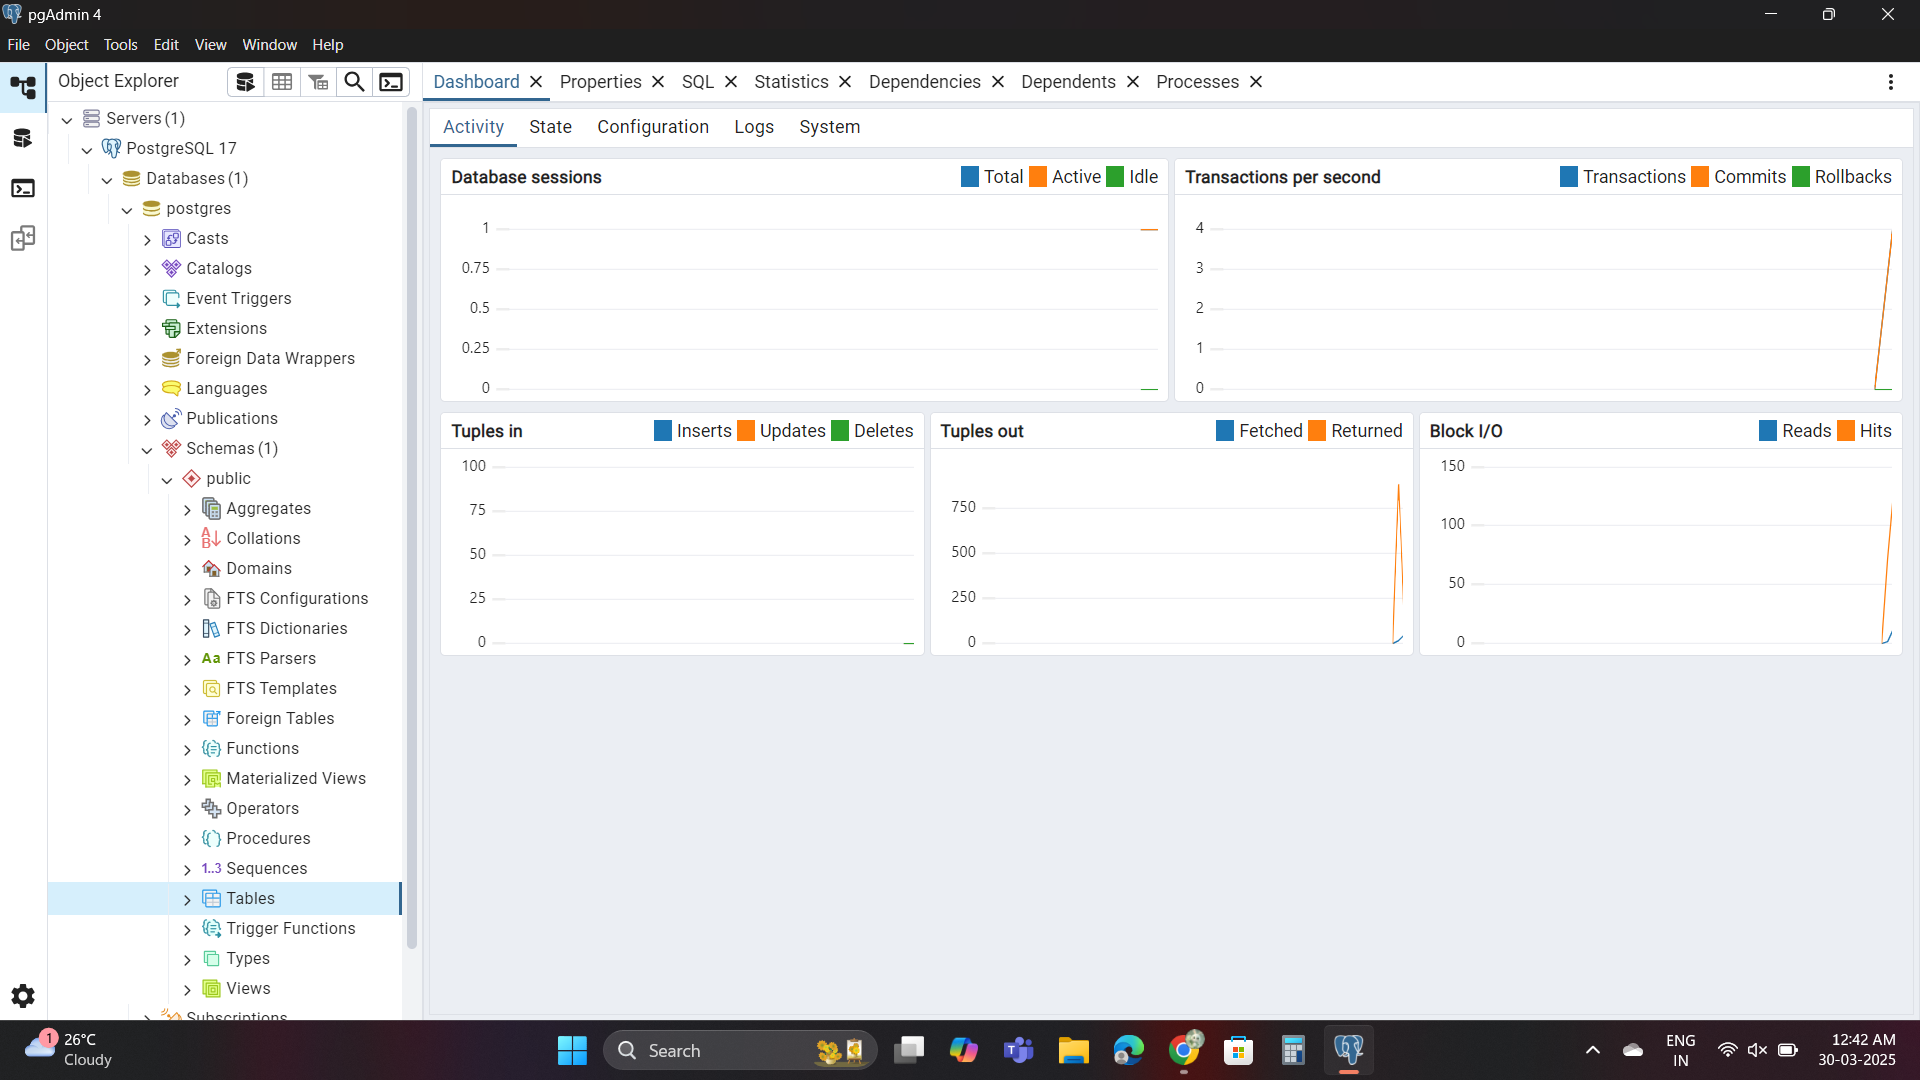 pgAdmin 4
File Object Tools Edit View Window Help
Object Explorer
Dashboard Properties SQL Statistics Dependencies Dependents Processes
Servers (1)
PostgreSQL 17
Databases (1)
postgres
Casts
Catalogs
Event Triggers
Extensions
Foreign Data Wrappers
Languages
Publications
Schemas (1)
public
Aggregates
Collations
Domains
FTS Configurations
FTS Dictionaries
Aa FTS Parsers
FTS Templates
Foreign Tables
Functions
Materialized Views
Operators
Procedures
1..3 Sequences
Tables
Trigger Functions
Types
Views
Subscriptions
Activity State Configuration Logs System
Database sessions Total Active Idle
1
0.75
0.5
0.25
0
Transactions per second Transactions Commits Rollbacks
4
3
2
1
0
Tuples in Inserts Updates Deletes
100
75
50
25
0
Tuples out Fetched Returned
750
500
250
0
Block I/O Reads Hits
150
100
50
0
1
26°C
Cloudy
Search
ENG
IN
12:42 AM
30-03-2025